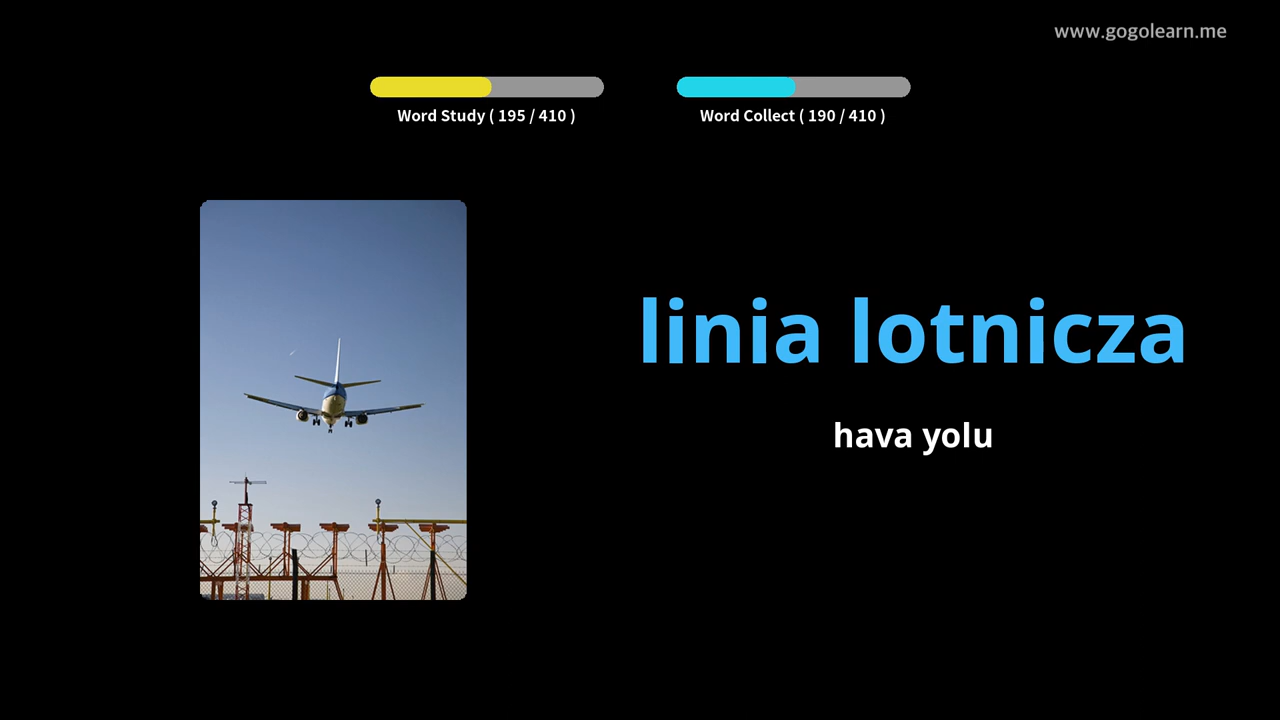 www.gogolearn.me
Word Study ( 195 / 410 )
Word Collect ( 190 / 410 )
linia lotnicza
hava yolu